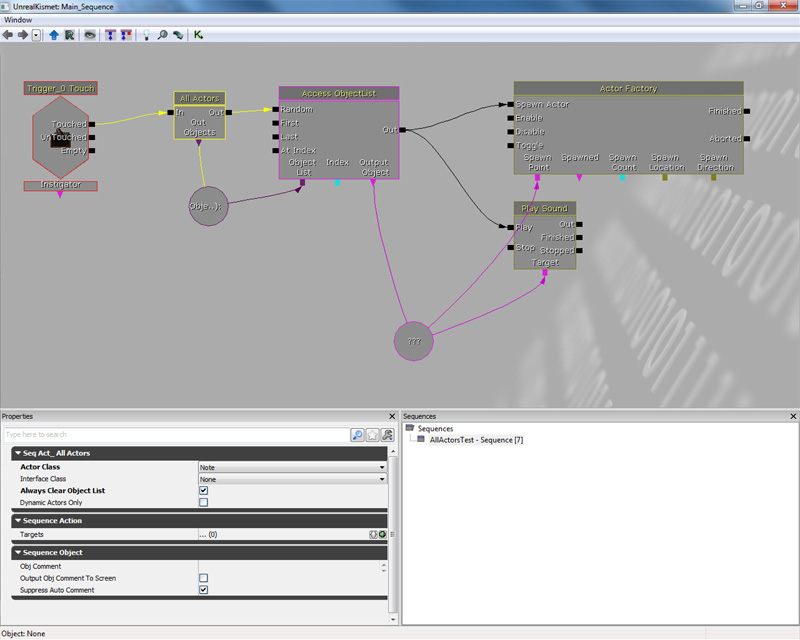 UnrealKismet: Main_Sequence
Window
Trigger_0 Touch
Touched
UnTouched
Empty
Instigator
All Actors
In Out
Out
Objects
Obje...):
Access ObjectList
Random
First
Last
At Index
Out
Object
List
Index
Output
Object
Actor Factory
Spawn Actor
Enable
Disable
Toggle
Finished
Aborted
Spawn
Point
Spawned
Spawn
Count
Spawn
Location
Spawn
Direction
Play Sound
Play
Stop
Out
Finished
Stopped
Target
???
Properties
Type here to search
Seq Act_ All Actors
Actor Class Note
Interface Class None
Always Clear Object List
Dynamic Actors Only
Sequence Action
Targets ... (0)
Sequence Object
Obj Comment
Output Obj Comment To Screen
Suppress Auto Comment
Sequences
Sequences
AllActorsTest - Sequence [7]
Object: None